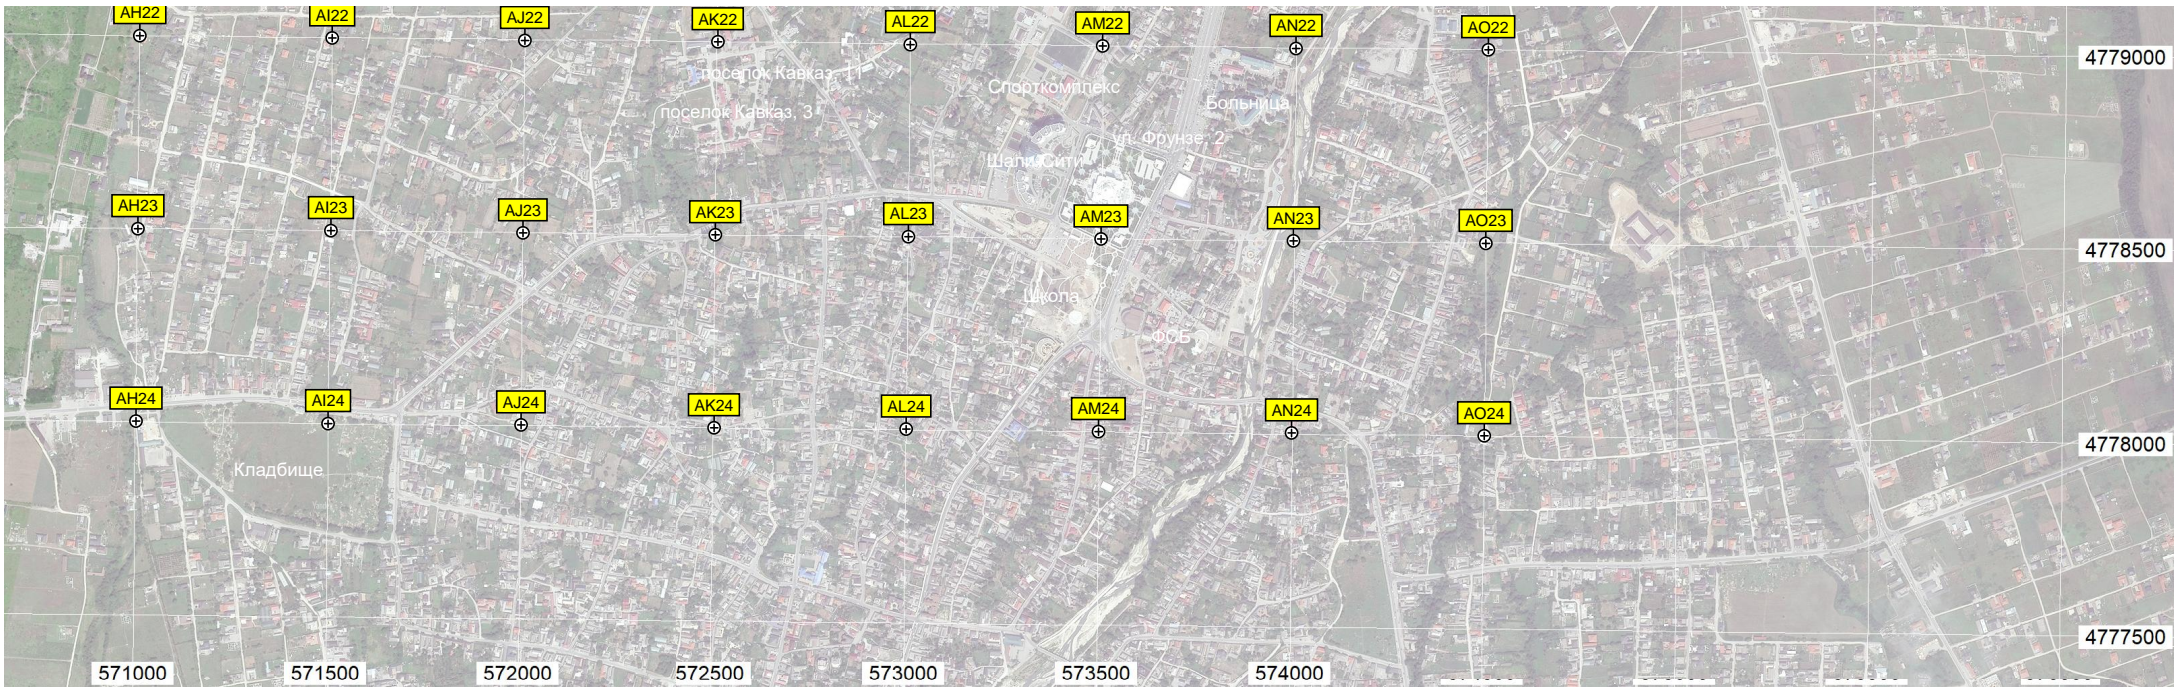 AH22 AI22 AJ22 AK22 AL22 AM22 AN22 AO22
4779000
поселок Кавказ, 11
Спорткомплекс
Больница
поселок Кавказ, 3
ул. Фрунзе, 2
Шали Сити
AH23 AI23 AJ23 AK23 AL23 AM23 AN23 AO23
4778500
Школа
ФСБ
AH24 AI24 AJ24 AK24 AL24 AM24 AN24 AO24
4778000
Кладбище
4777500
571000 571500 572000 572500 573000 573500 574000